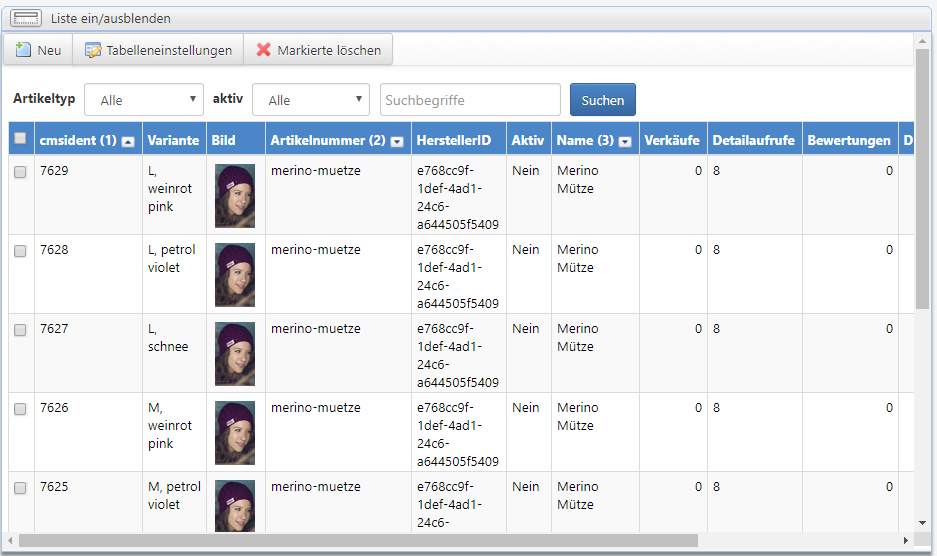 Liste ein/ausblenden
Neu Tabelleneinstellungen Markierte löschen
Artikeltyp Alle aktiv Alle Suchbegriffe Suchen
cmsident (1) Variante Bild Artikelnummer (2) HerstellerID Aktiv Name (3) Verkäufe Detailaufrufe Bewertungen D
7629 L, merino-muetze e768cc9f- Nein Merino 0 8 0
weinrot 1def-4ad1- Mütze
pink 24c6-
a644505f5409
7628 L, petrol merino-muetze e768cc9f- Nein Merino 0 8 0
violet 1def-4ad1- Mütze
24c6-
a644505f5409
7627 L, merino-muetze e768cc9f- Nein Merino 0 8 0
schnee 1def-4ad1- Mütze
24c6-
a644505f5409
7626 M, merino-muetze e768cc9f- Nein Merino 0 8 0
weinrot 1def-4ad1- Mütze
pink 24c6-
a644505f5409
7625 M, petrol merino-muetze e768cc9f- Nein Merino 0 8 0
violet 1def-4ad1- Mütze
24c6-